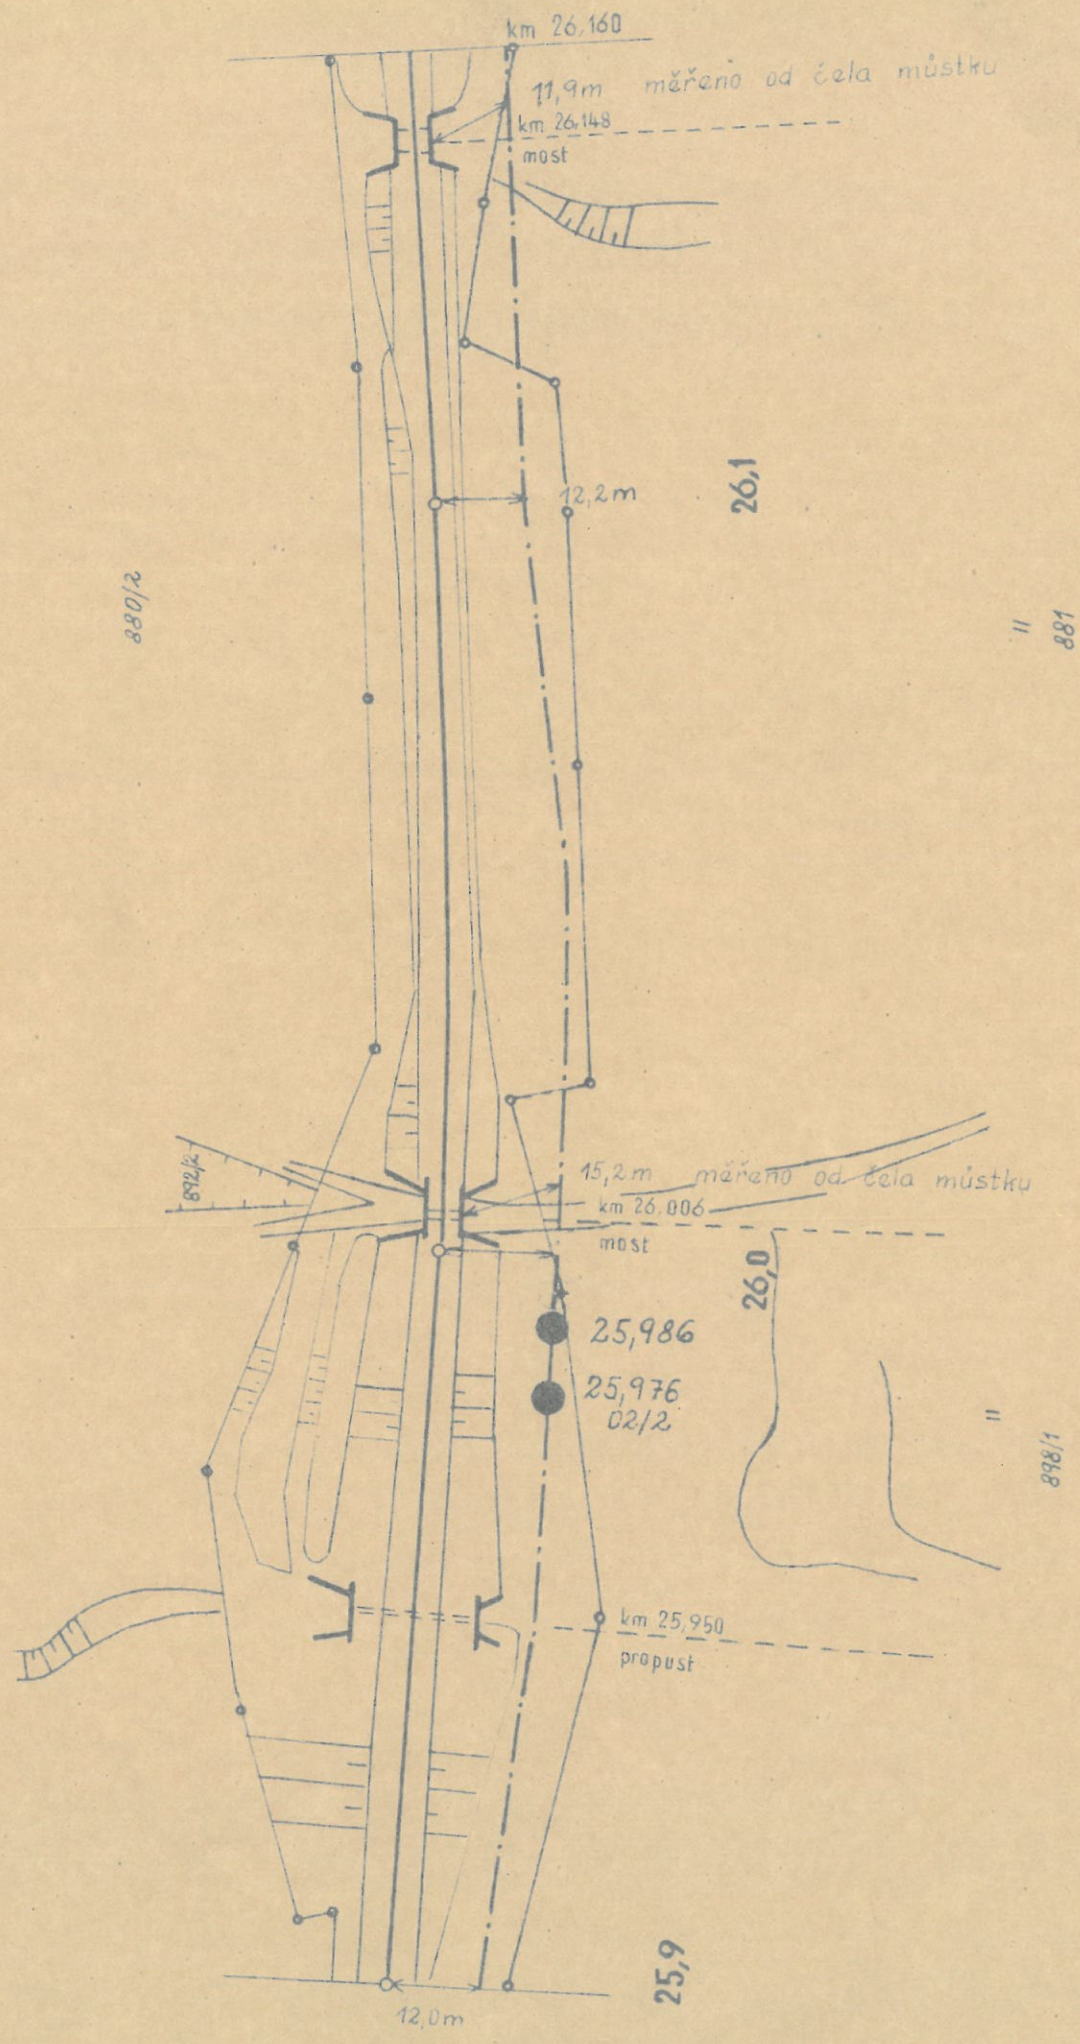 km 26,160
11,9m měřeno od čela můstku
km 26,148
most
26,1
12,2m
880/2
=
881
892/2
15,2m měřeno od čela můstku
km 26,006
most
26,0
25,986
25,976
02/2
=
898/1
km 25,950
propust
25,9
12,0m